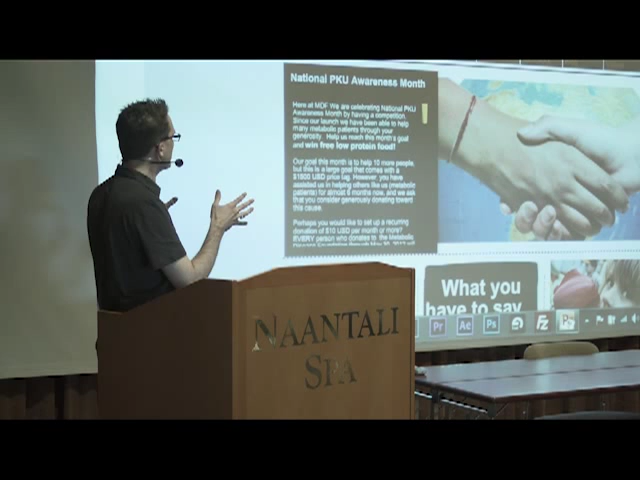 National PKU Awareness Month
Here at MDF We are celebrating National PKU
Awareness Month by having a competition.
Since our launch we have been able to help
many metabolic patients through your
generosity. Help us reach this month's goal
and win free low protein food!
Our goal this month is to help 10 more people,
but this is a large goal that comes with a
$1500 USD price tag. However, you have
assisted us in helping others like us (metabolic
patients) for almost 6 months now, and we ask
that you consider generously donating toward
this cause.
Perhaps you would like to set up a recurring
donation of $10 USD per month or more?
EVERY person who donates to the Metabolic
What you
have to say
Pr Ae Ps FZ
NAANTALI
SPA